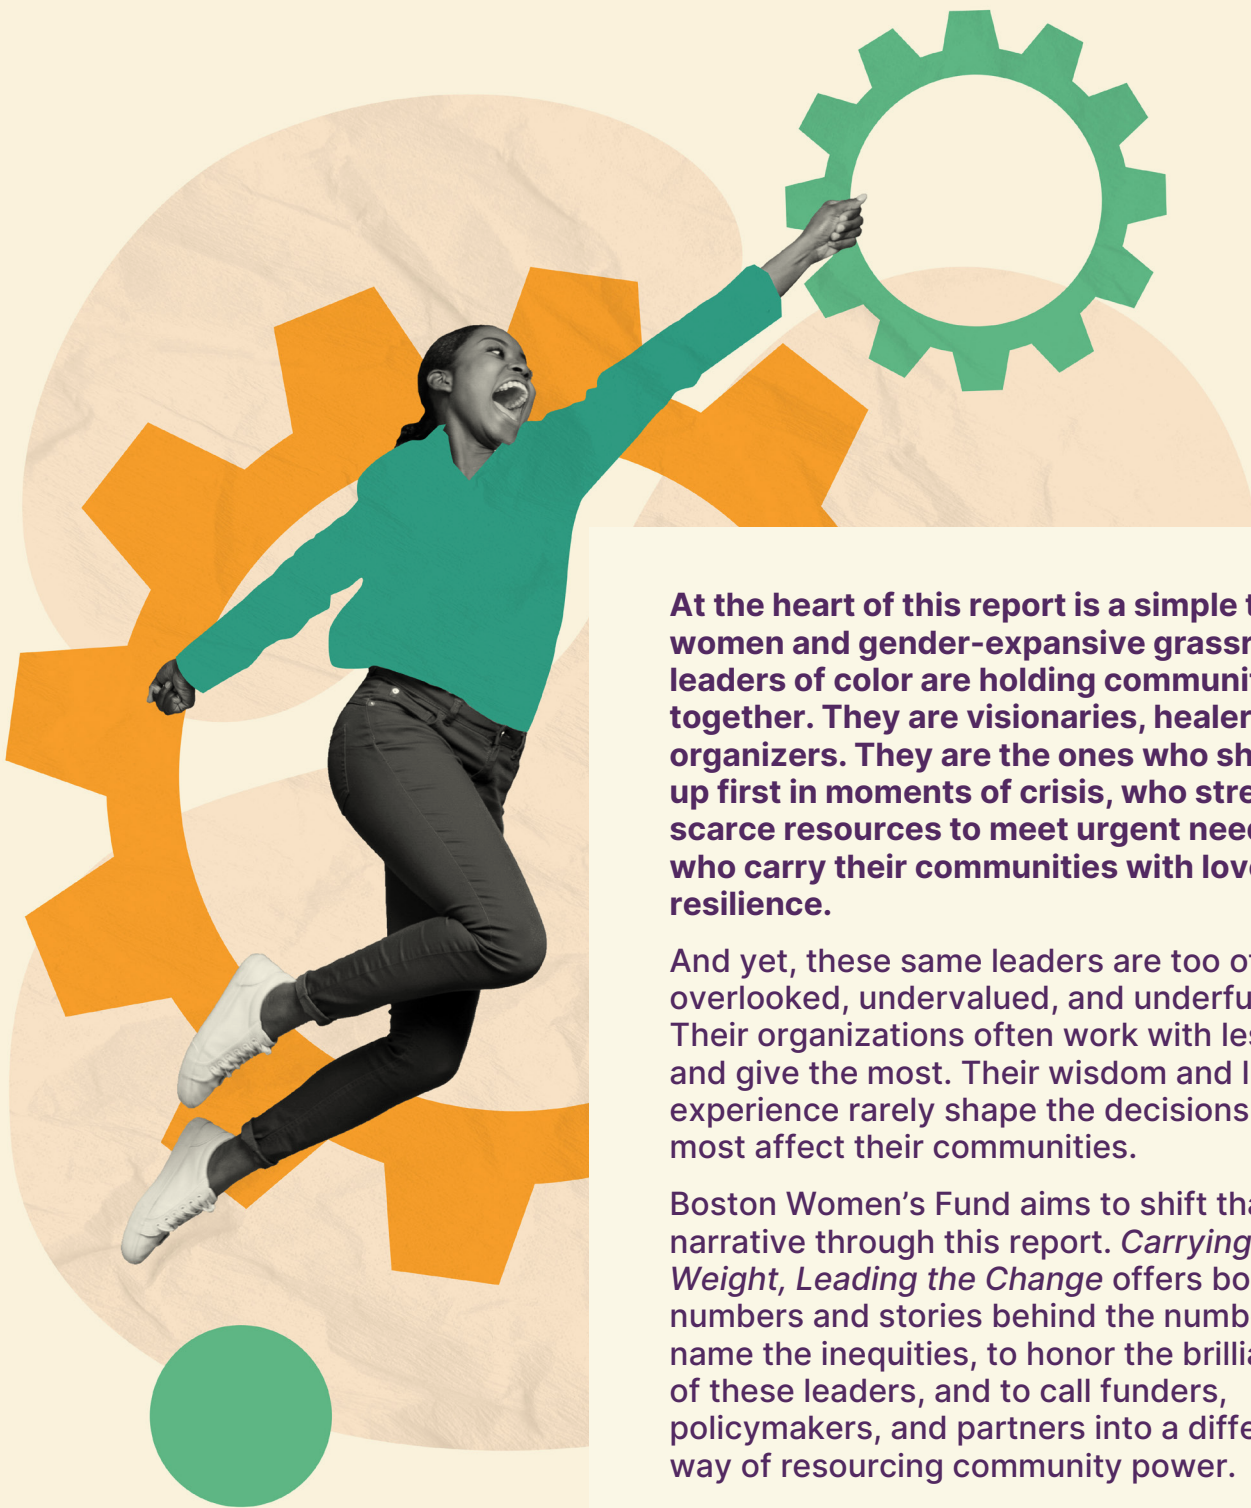 At the heart of this report is a simple
women and gender-expansive
leaders of color are holding
together. They are visionaries,
organizers. They are the ones who
up first in moments of crisis, who
scarce resources to meet urgent
who carry their communities with
resilience.
And yet, these same leaders are too
overlooked, undervalued, and
Their organizations often work with
and give the most. Their wisdom and
experience rarely shape the decisions
most affect their communities.
Boston Women’s Fund aims to shift
narrative through this report. Carrying
Weight, Leading the Change offers
numbers and stories behind the
name the inequities, to honor the
of these leaders, and to call funders,
policymakers, and partners into a
way of resourcing community power.